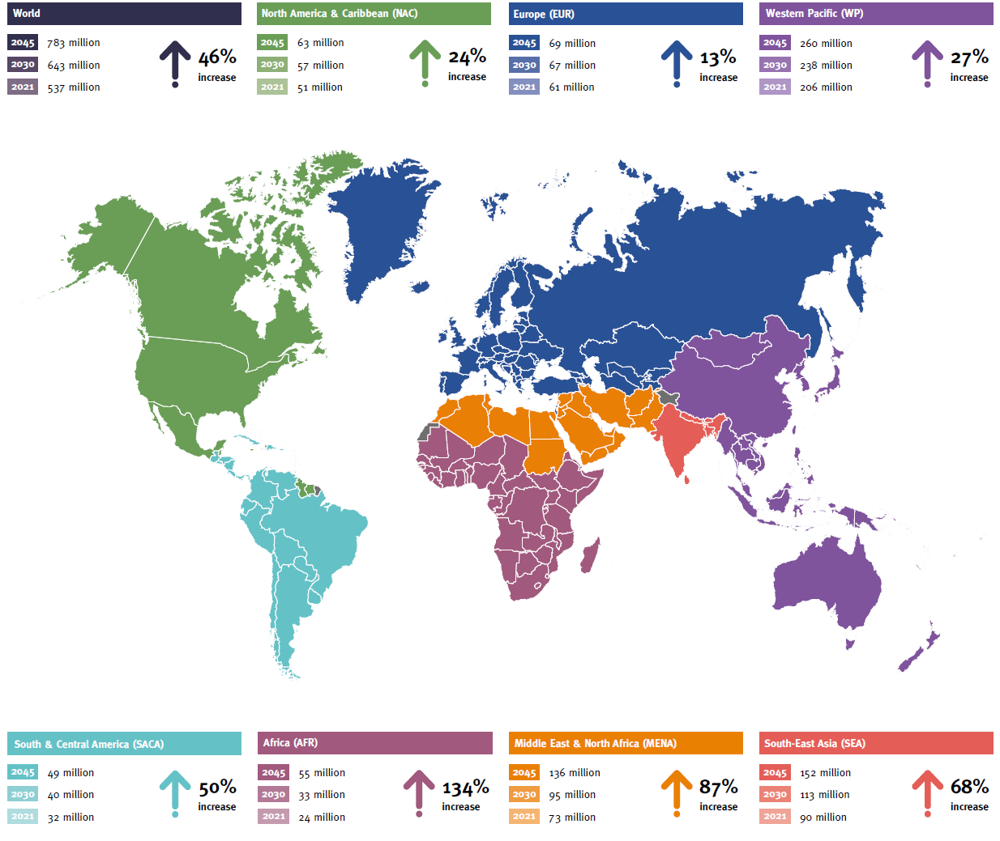 World
2045 783 million
2030 643 million
2021 537 million
46%
increase
North America & Caribbean (NAC)
2045 63 million
2030 57 million
2021 51 million
24%
increase
Europe (EUR)
2045 69 million
2030 67 million
2021 61 million
13%
increase
Western Pacific (WP)
2045 260 million
2030 238 million
2021 206 million
27%
increase
South & Central America (SACA)
2045 49 million
2030 40 million
2021 32 million
50%
increase
Africa (AFR)
2045 55 million
2030 33 million
2021 24 million
134%
increase
Middle East & North Africa (MENA)
2045 136 million
2030 95 million
2021 73 million
87%
increase
South-East Asia (SEA)
2045 152 million
2030 113 million
2021 90 million
68%
increase